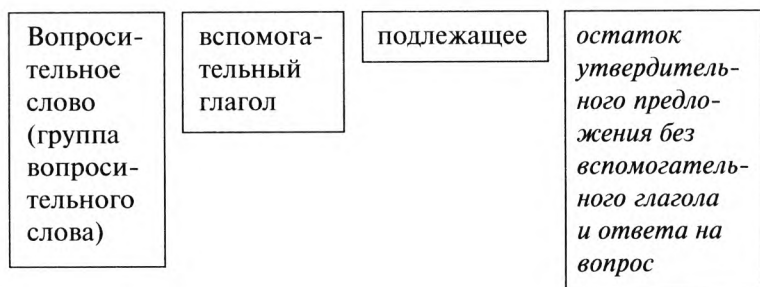 Вопроси-
тельное
слово
(группа
вопроси-
тельного
слова)
вспомога-
тельный
глагол
подлежащее
остаток
утвердитель-
ного предло-
жения без
вспомогатель-
ного глагола
и ответа на
вопрос